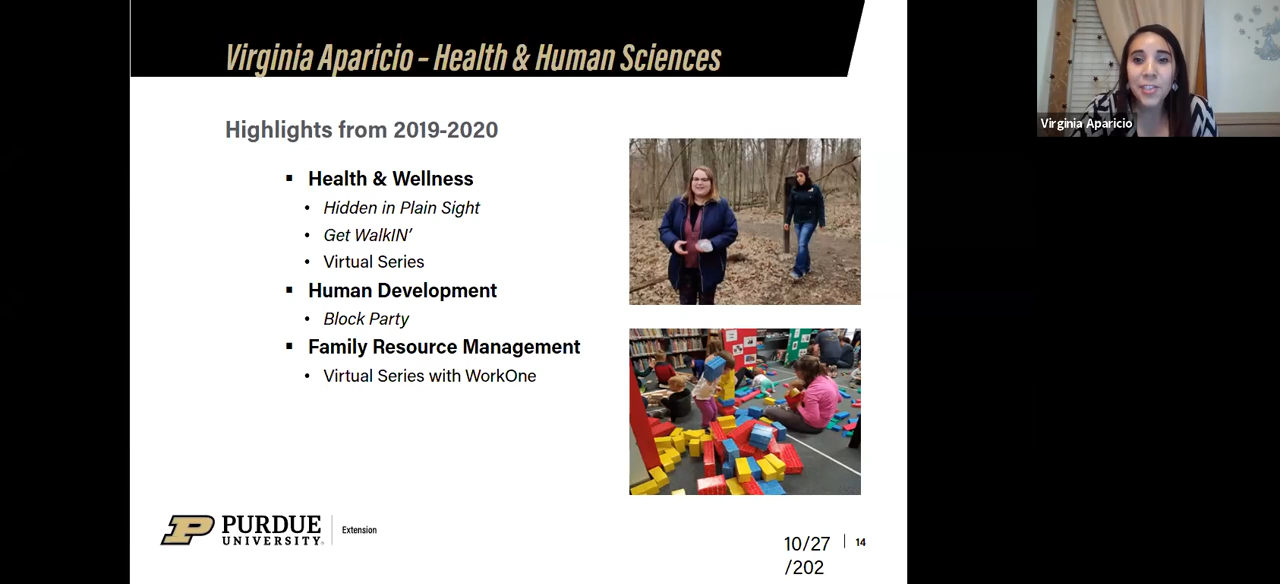 Virginia Aparicio – Health & Human Sciences
Highlights from 2019-2020
▪ Health & Wellness
• Hidden in Plain Sight
• Get WalkIN’
• Virtual Series
▪ Human Development
• Block Party
▪ Family Resource Management
• Virtual Series with WorkOne
PURDUE
UNIVERSITY®
Extension
10/27
/202
14
Virginia Aparicio